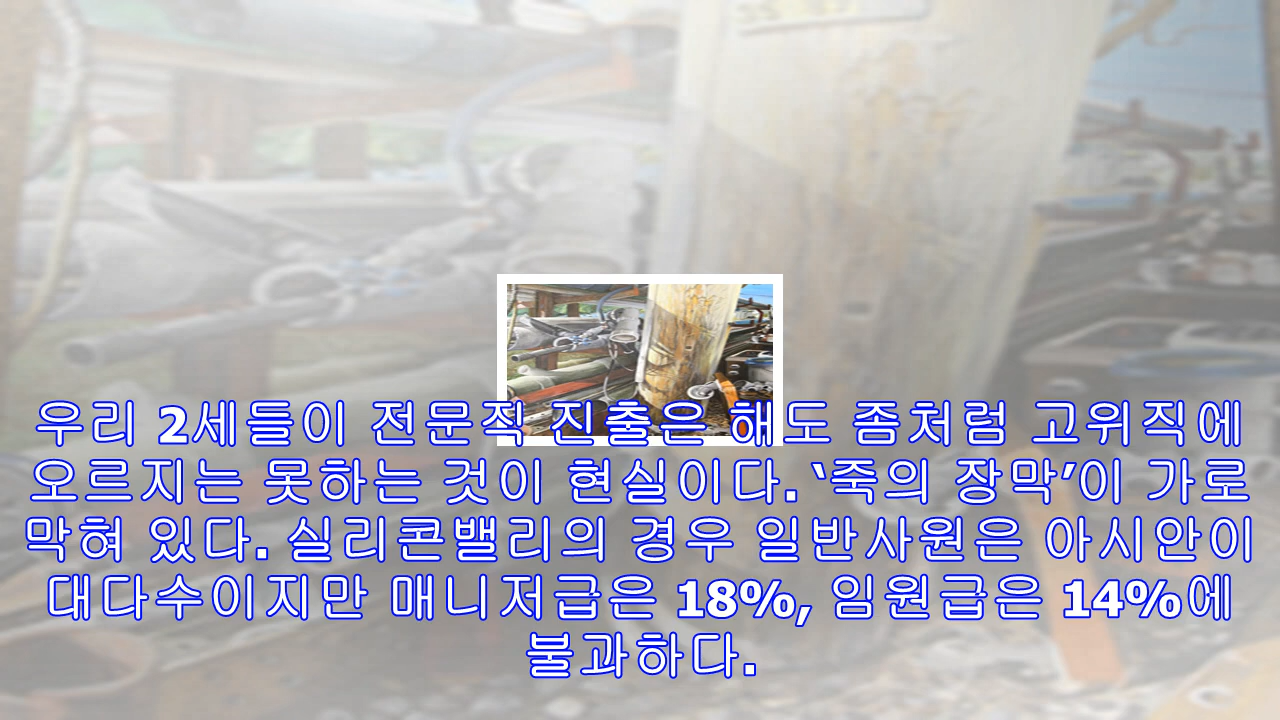 우리 2세들이 전문직 진출은 해도 좀처럼 고위직에
오르지는 못하는 것이 현실이다. ‘죽의 장막’이 가로
막혀 있다. 실리콘밸리의 경우 일반사원은 아시안이
대다수이지만 매니저급은 18%, 임원급은 14%에
불과하다.